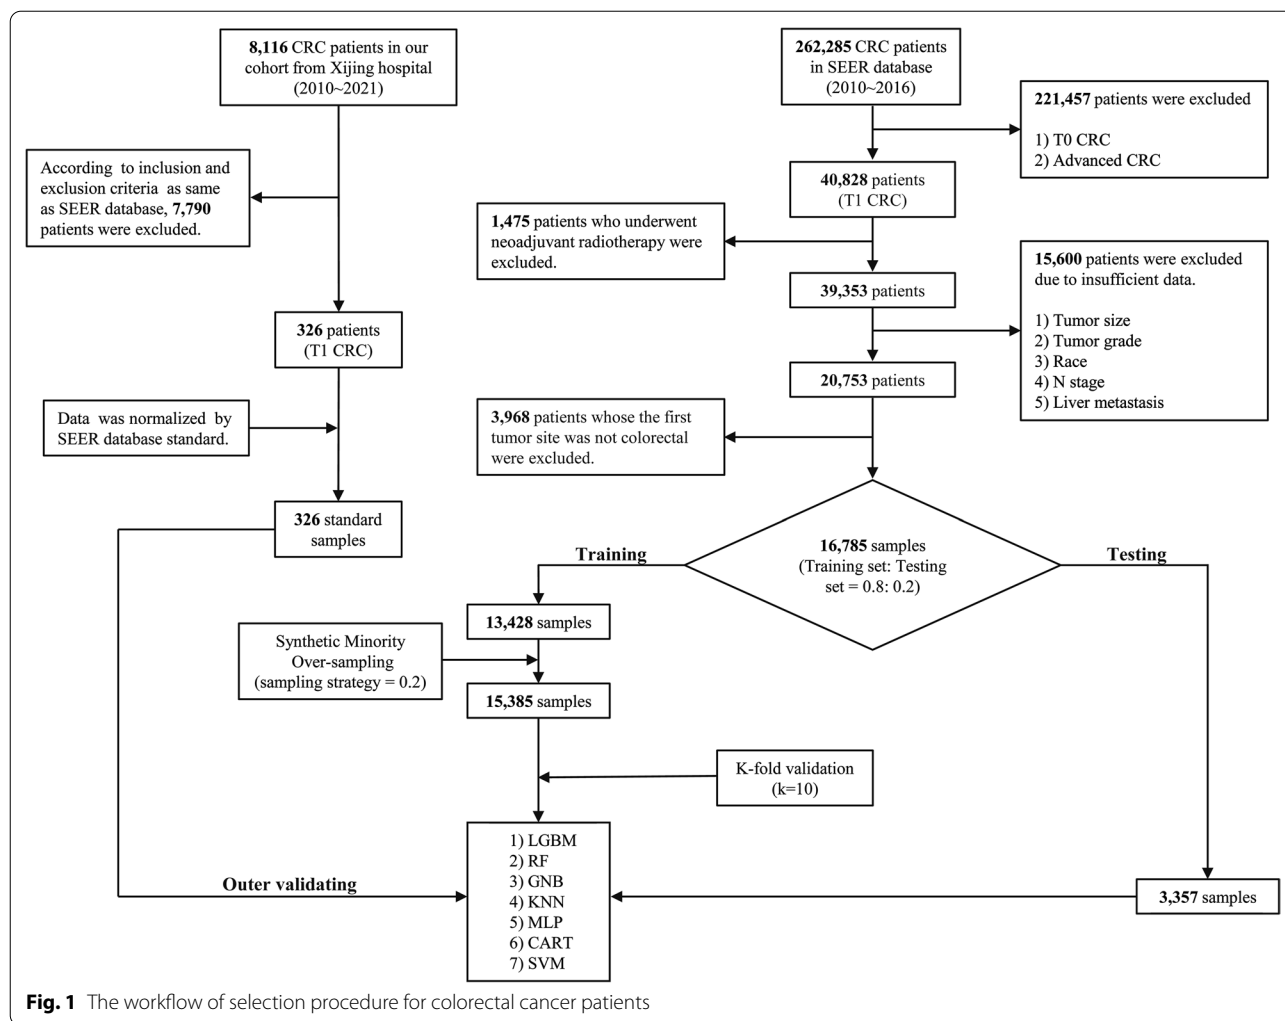 8,116 CRC patients in our
cohort from Xijing hospital
(2010~2021)
According to inclusion and
exclusion criteria as same
as SEER database, 7,790
patients were excluded.
326 patients
(T1 CRC)
Data was normalized by
SEER database standard.
326 standard
samples
262,285 CRC patients
in SEER database
(2010~2016)
221,457 patients were excluded
1) T0 CRC
2) Advanced CRC
40,828 patients
(T1 CRC)
1,475 patients who underwent
neoadjuvant radiotherapy were
excluded.
39,353 patients
15,600 patients were excluded
due to insufficient data.
1) Tumor size
2) Tumor grade
3) Race
4) N stage
5) Liver metastasis
20,753 patients
3,968 patients whose the first
tumor site was not colorectal
were excluded.
16,785 samples
(Training set: Testing
set = 0.8: 0.2)
Training
Testing
13,428 samples
Synthetic Minority
Over-sampling
(sampling strategy = 0.2)
15,385 samples
K-fold validation
(k=10)
1) LGBM
2) RF
3) GNB
4) KNN
5) MLP
6) CART
7) SVM
Outer validating
3,357 samples
Fig. 1 The workflow of selection procedure for colorectal cancer patients